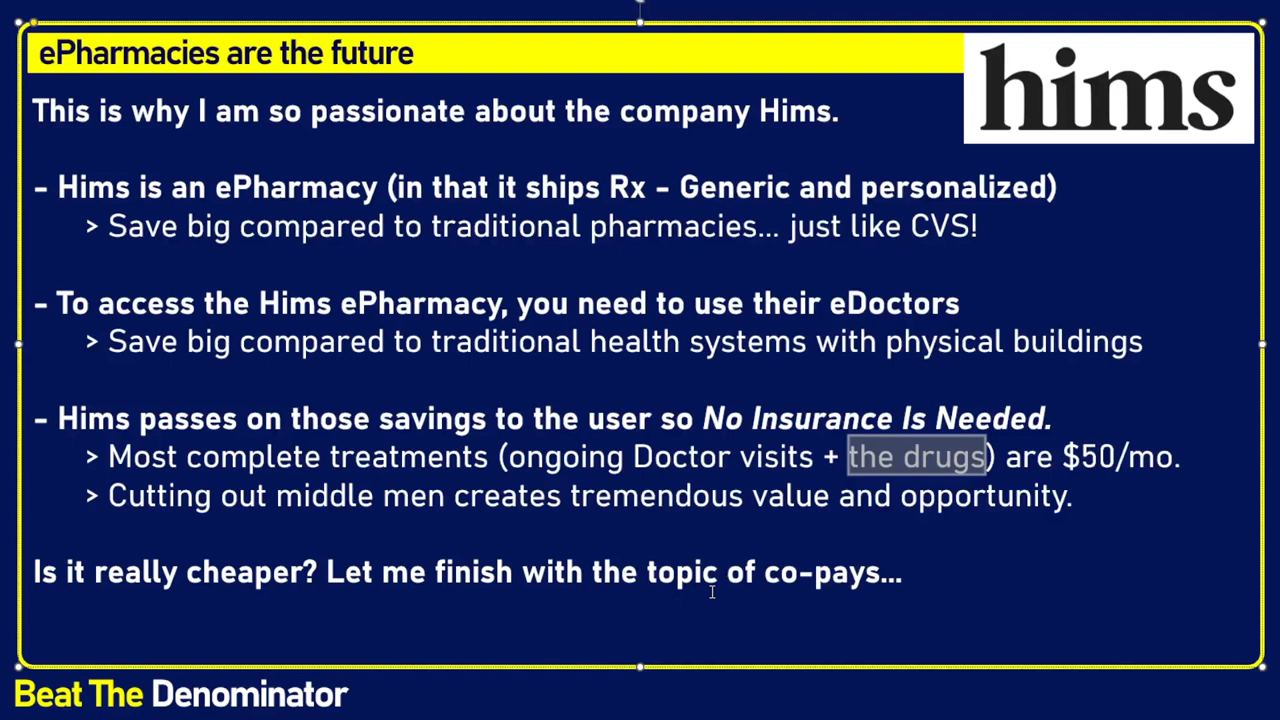 ePharmacies are the future
hims
This is why I am so passionate about the company Hims.
- Hims is an ePharmacy (in that it ships Rx - Generic and personalized)
> Save big compared to traditional pharmacies... just like CVS!
- To access the Hims ePharmacy, you need to use their eDoctors
> Save big compared to traditional health systems with physical buildings
- Hims passes on those savings to the user so No Insurance Is Needed.
> Most complete treatments (ongoing Doctor visits + the drugs) are $50/mo.
> Cutting out middle men creates tremendous value and opportunity.
Is it really cheaper? Let me finish with the topic of co-pays...
Beat The Denominator